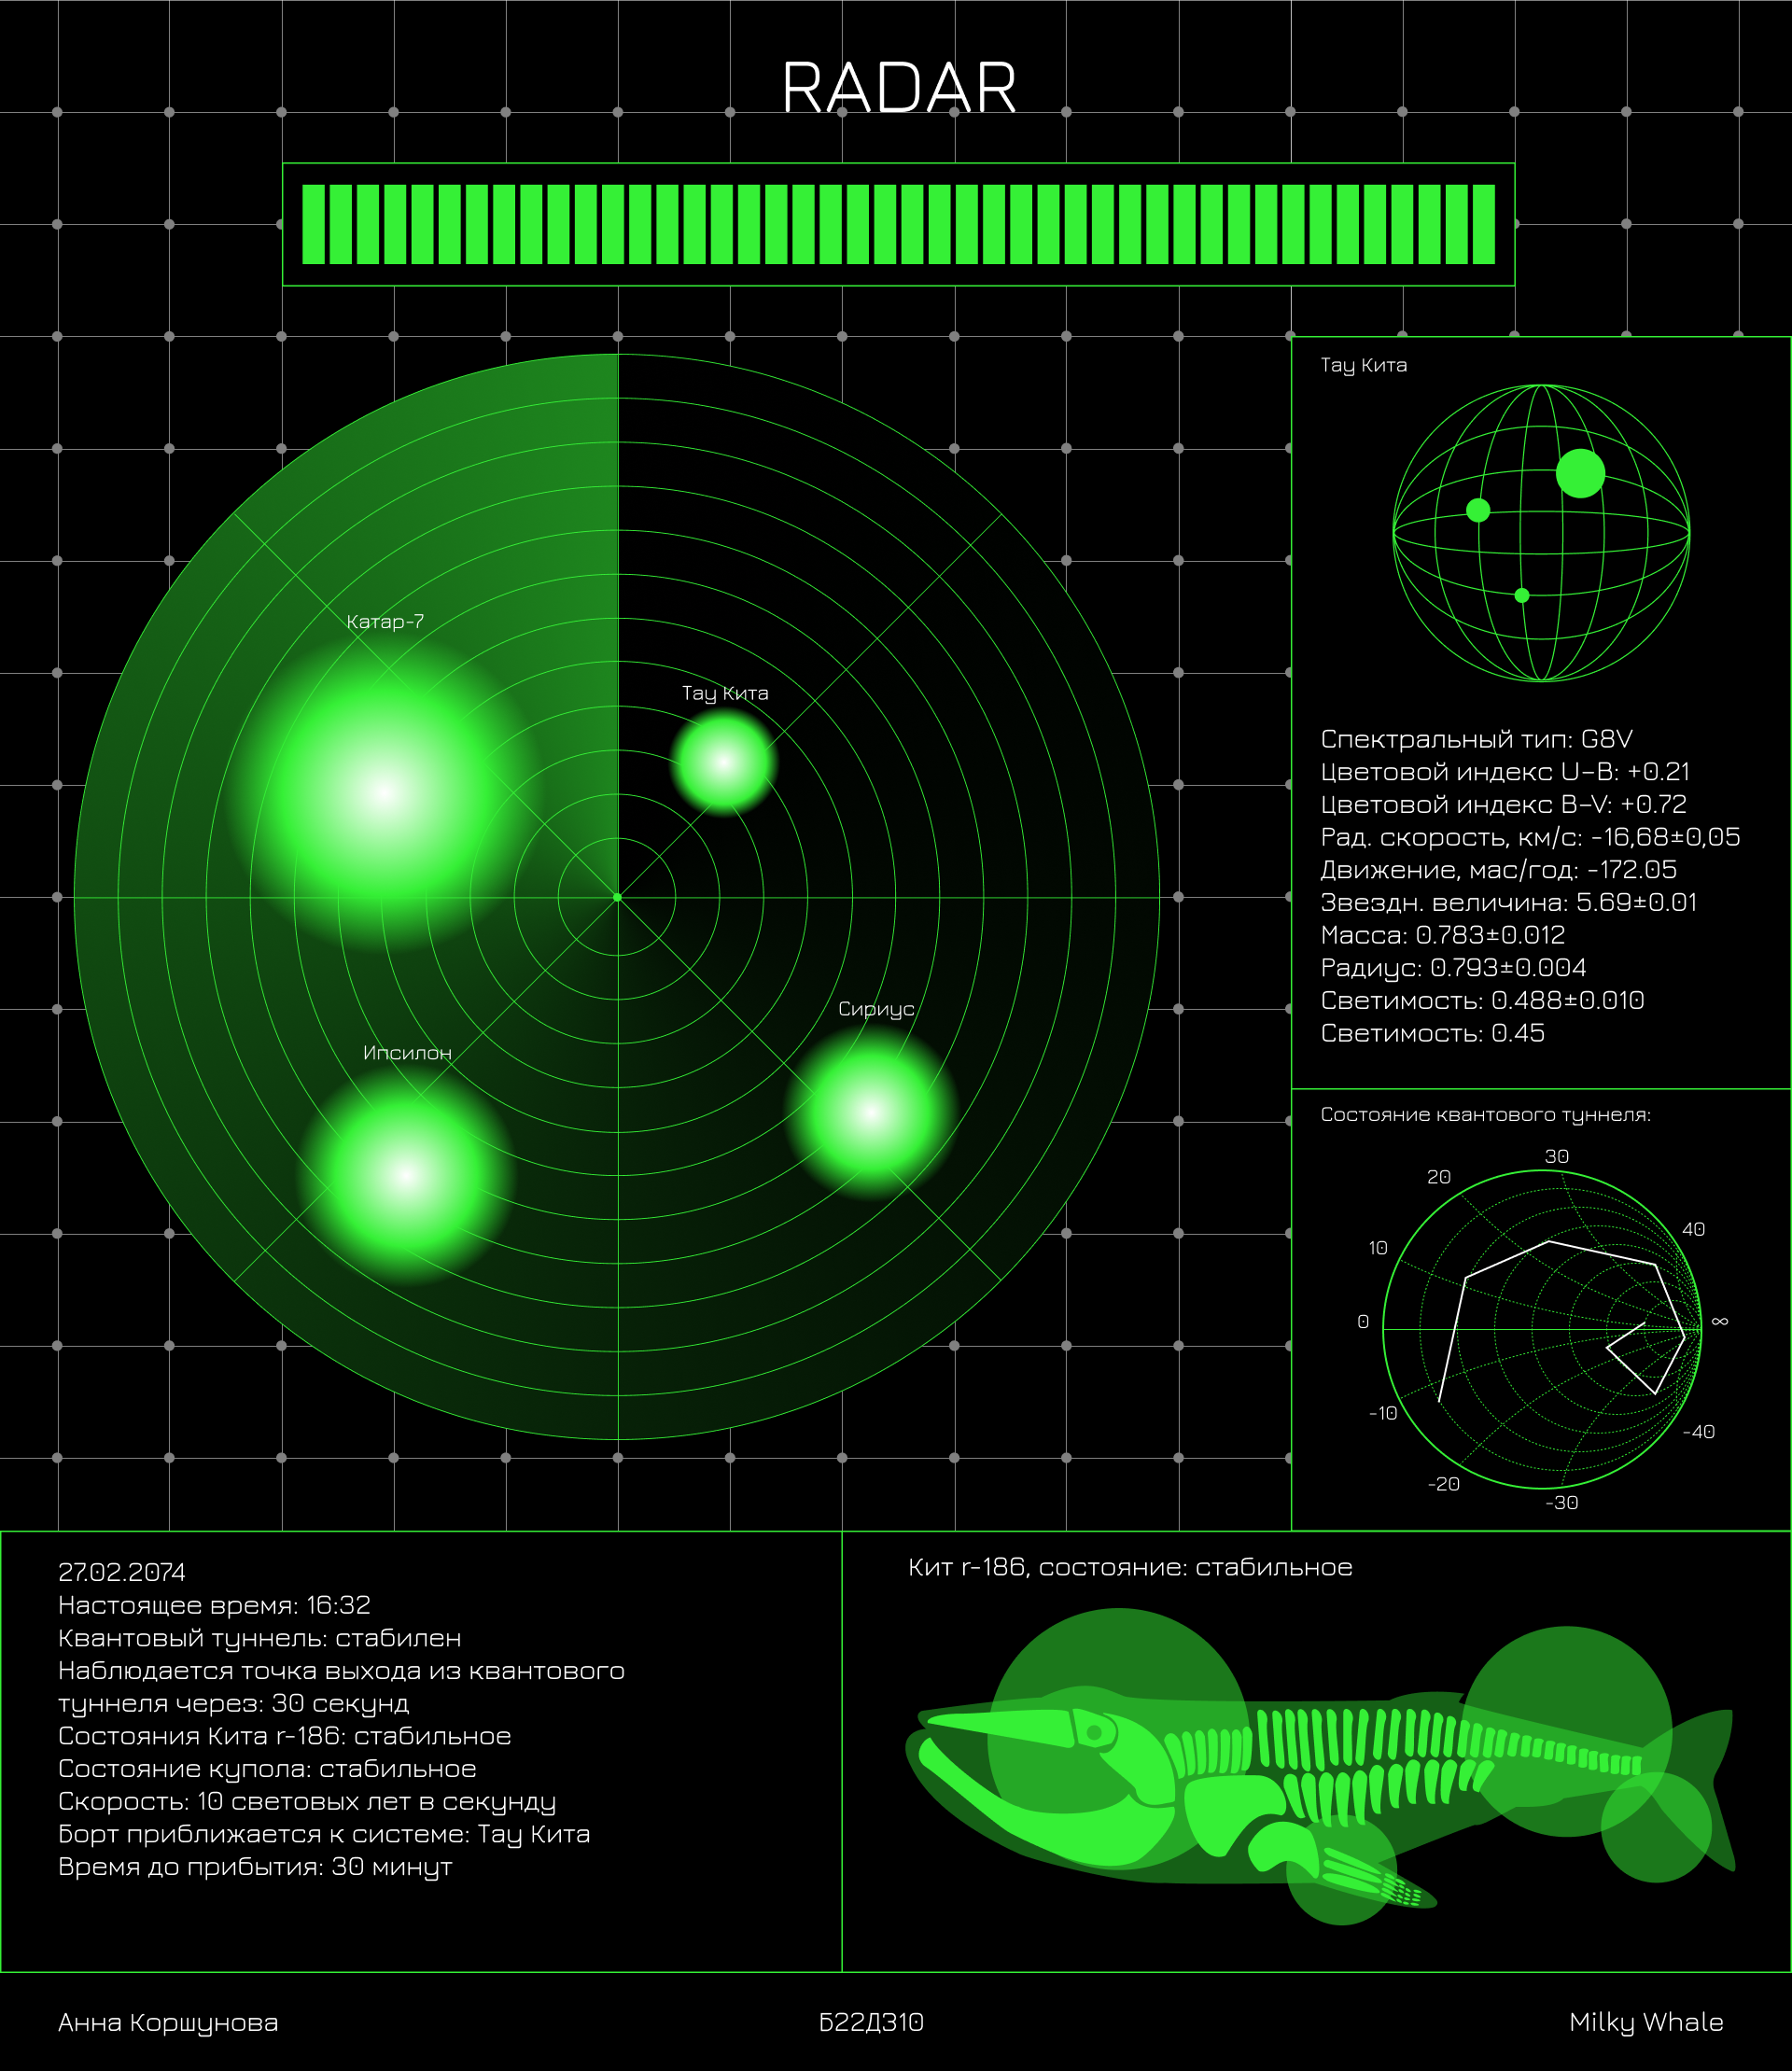 RADAR
Тау Кита
Катар-7
Тау Кита
Сириус
Ипсилон
Спектральный тип: G8V
Цветовой индекс U-B: +0.21
Цветовой индекс B-V: +0.72
Рад. скорость, км/с: -16,68±0,05
Движение, мас/год: -172.05
Звездн. величина: 5.69±0.01
Масса: 0.783±0.012
Радиус: 0.793±0.004
Светимость: 0.488±0.010
Светимость: 0.45
Состояние квантового туннеля:
30
20
40
10
0
∞
-10
-40
-20
-30
27.02.2074
Настоящее время: 16:32
Квантовый туннель: стабилен
Наблюдается точка выхода из квантового
туннеля через: 30 секунд
Состояния Кита r-186: стабильное
Состояние купола: стабильное
Скорость: 10 световых лет в секунду
Борт приближается к системе: Тау Кита
Время до прибытия: 30 минут
Кит r-186, состояние: стабильное
Анна Коршунова
Б22Д310
Milky Whale